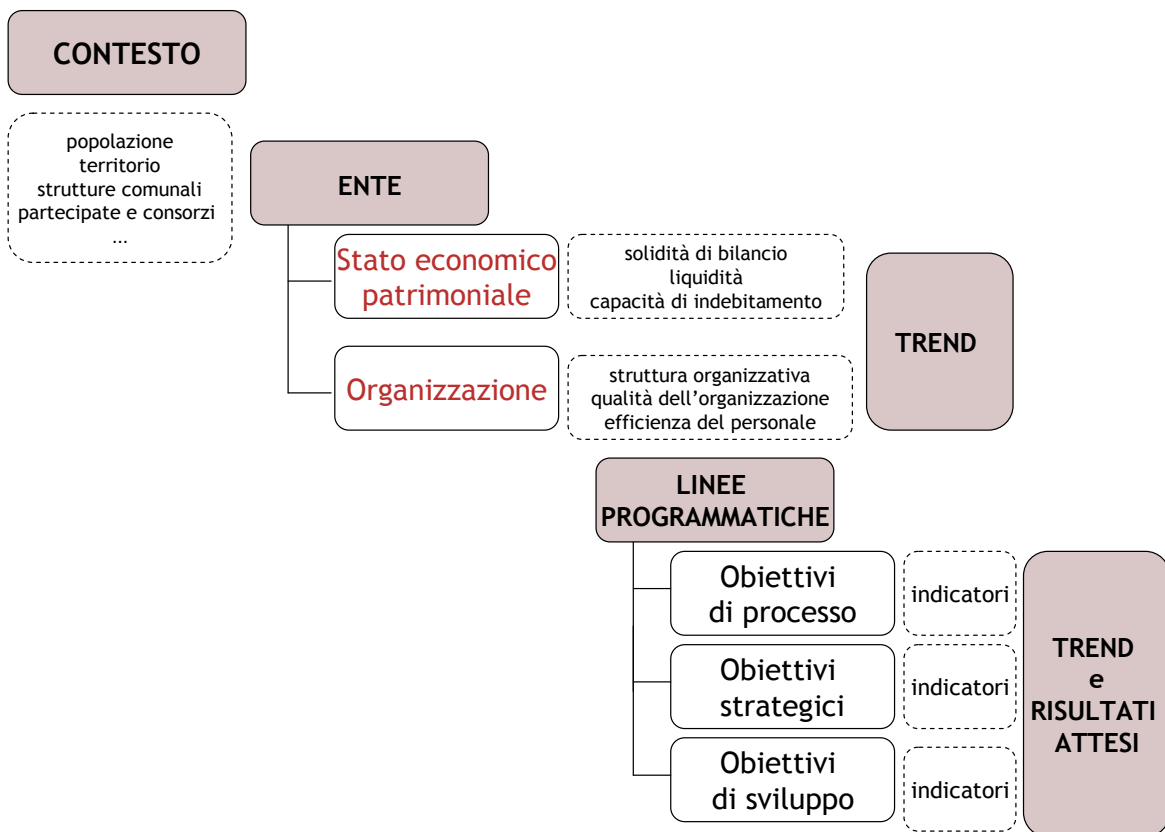 CONTESTO
popolazione
territorio
strutture comunali
partecipate e consorzi
...
ENTE
Stato economico
patrimoniale
solidità di bilancio
liquidità
capacità di indebitamento
Organizzazione
struttura organizzativa
qualità dell’organizzazione
efficienza del personale
TREND
LINEE
PROGRAMMATICHE
Obiettivi
di processo
indicatori
Obiettivi
strategici
indicatori
Obiettivi
di sviluppo
indicatori
TREND
e
RISULTATI
ATTESI